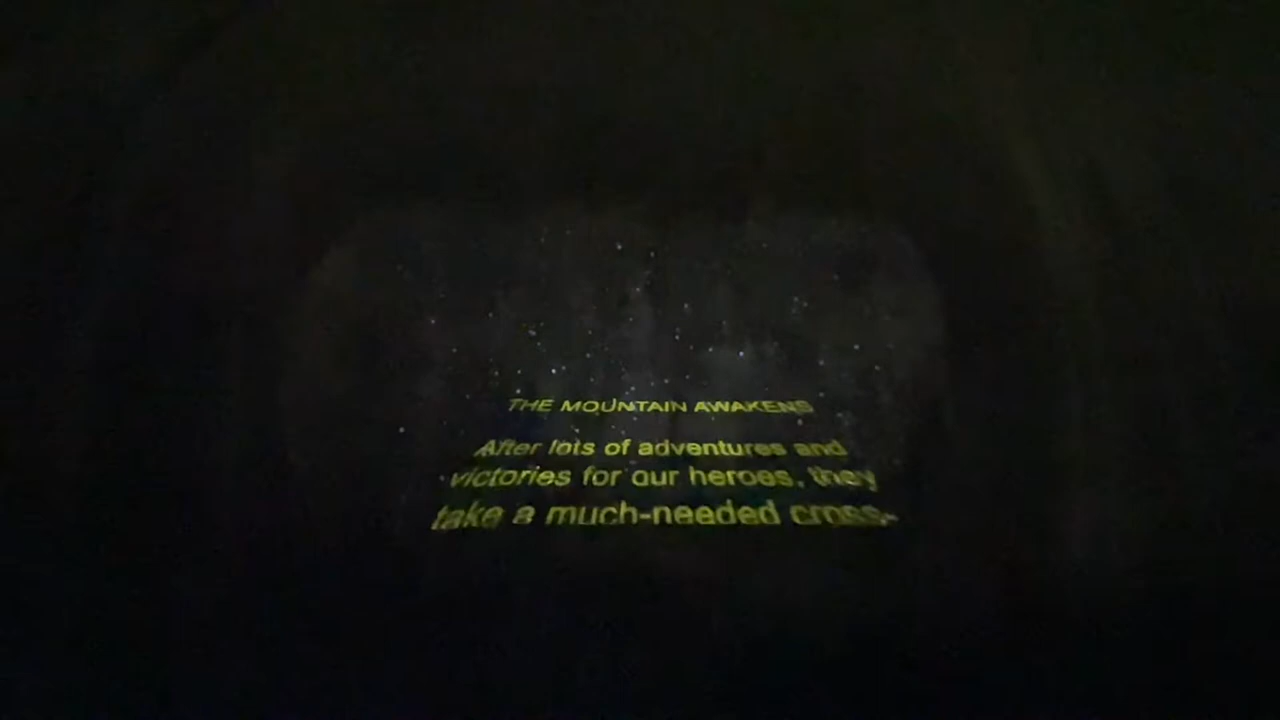 THE MOUNTAIN AWAKENS
After lots of adventures and
victories for our heroes, they
take a much-needed cross-